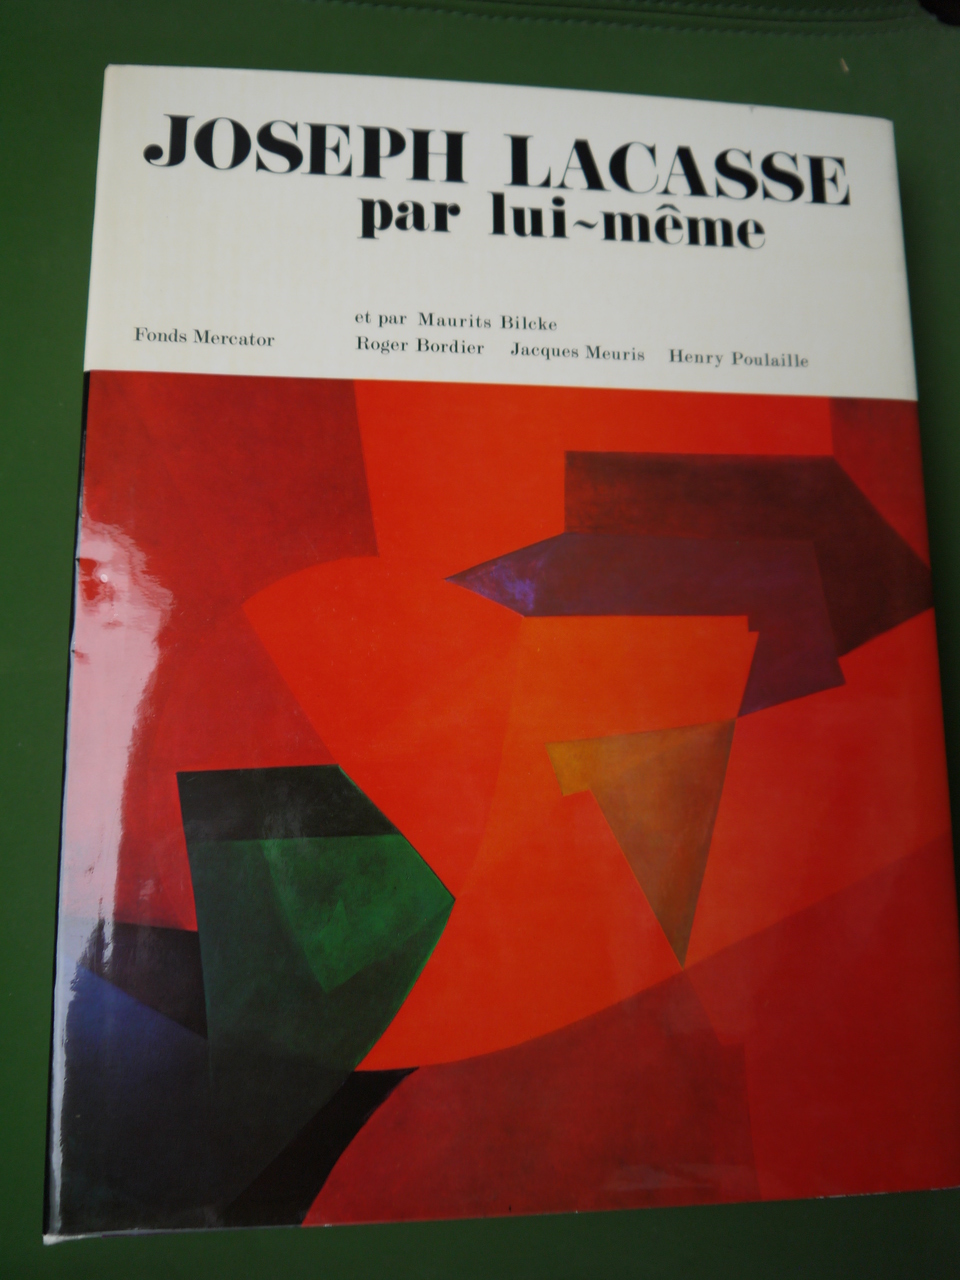 JOSEPH LACASSE
par lui~même
et par Maurits Bilcke
Fonds Mercator
Roger Bordier Jacques Meuris Henry Poulaille